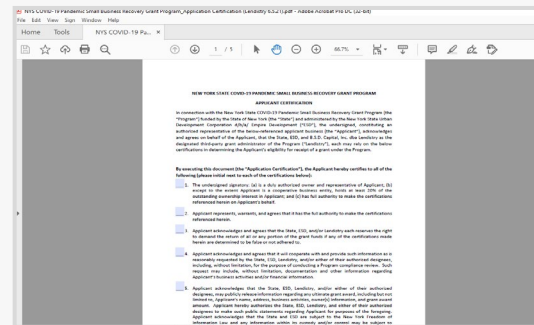 NYS COVID-19 Pandemic Small Business Recovery Grant Program_Application Certification (Lendistry 6.5.21).pdf - Adobe Acrobat Pro DC (32-bit)
File Edit View Sign Window Help
Home Tools NYS COVID-19 Pa... ×
1 / 5 66.7%
NEW YORK STATE COVID-19 PANDEMIC SMALL BUSINESS RECOVERY GRANT PROGRAM
APPLICANT CERTIFICATION
In connection with the New York State COVID-19 Pandemic Small Business Recovery Grant Program (the
"Program") funded by the State of New York (the "State") and administered by the New York State Urban
Development Corporation d/b/a/ Empire Development ("ESD"), the undersigned, constituting an
authorized representative of the below-referenced applicant business (the "Applicant"), acknowledges
and agrees on behalf of the Applicant, that the State, ESD, and B.S.D. Capital, Inc. dba Lendistry as the
designated third-party grant administrator of the Program ("Lendistry"), each may rely on the below
certifications in determining the Applicant's eligibility for receipt of a grant under the Program.
By executing this document (the "Application Certification"), the Applicant hereby certifies to all of the
following (please initial next to each of the certifications below):
1. The undersigned signatory: (a) is a duly authorized owner and representative of Applicant, (b)
except to the extent Applicant is a cooperative business entity, holds at least 20% of the
outstanding ownership interest in Applicant; and (c) has full authority to make the certifications
referenced herein on Applicant's behalf.
2. Applicant represents, warrants, and agrees that it has the full authority to make the certifications
referenced herein.
3. Applicant acknowledges and agrees that the State, ESD, and/or Lendistry each reserves the right
to demand the return of all or any portion of the grant funds if any of the certifications made
herein are determined to be false or not adhered to.
4. Applicant acknowledges and agrees that it will cooperate with and provide such information as is
reasonably requested by the State, ESD, Lendistry, and/or either of their authorized designees,
including, without limitation, for the purpose of conducting a Program compliance review. Such
request may include, without limitation, documentation and other information regarding
Applicant's business activities and/or financial information.
5. Applicant acknowledges that the State, ESD, Lendistry, and/or either of their authorized
designees, may publicly release information regarding any ultimate grant award, including but not
limited to, Applicant's name, address, business activities, owner(s) information, and grant award
amount. Applicant hereby authorizes the State, ESD, Lendistry, and/or either of their authorized
designees to make such public statements regarding Applicant for purposes of the foregoing.
Applicant acknowledges that the State and ESD are subject to the New York Freedom of
Information Law and any information within its custody and/or control may be subject to